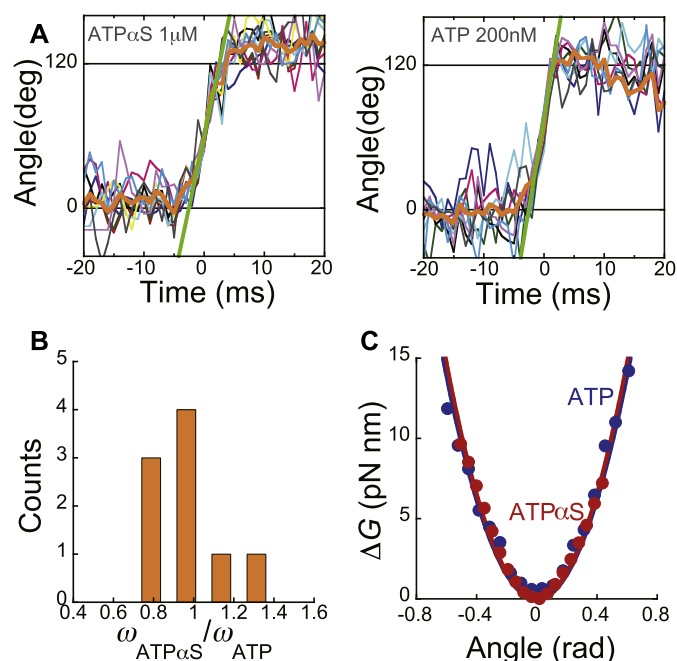 A
ATPαS 1μM
Angle(deg)
120
0
-20 -10 0 10 20
Time (ms)
ATP 200nM
Angle(deg)
120
0
-20 -10 0 10 20
Time (ms)
B
Counts
5
4
3
2
1
0
0.4 0.6 0.8 1 1.2 1.4 1.6
ωATPαS/ωATP
C
ΔG (pN nm)
15
10
5
0
ATP
ATPαS
-0.8 -0.4 0 0.4 0.8
Angle (rad)